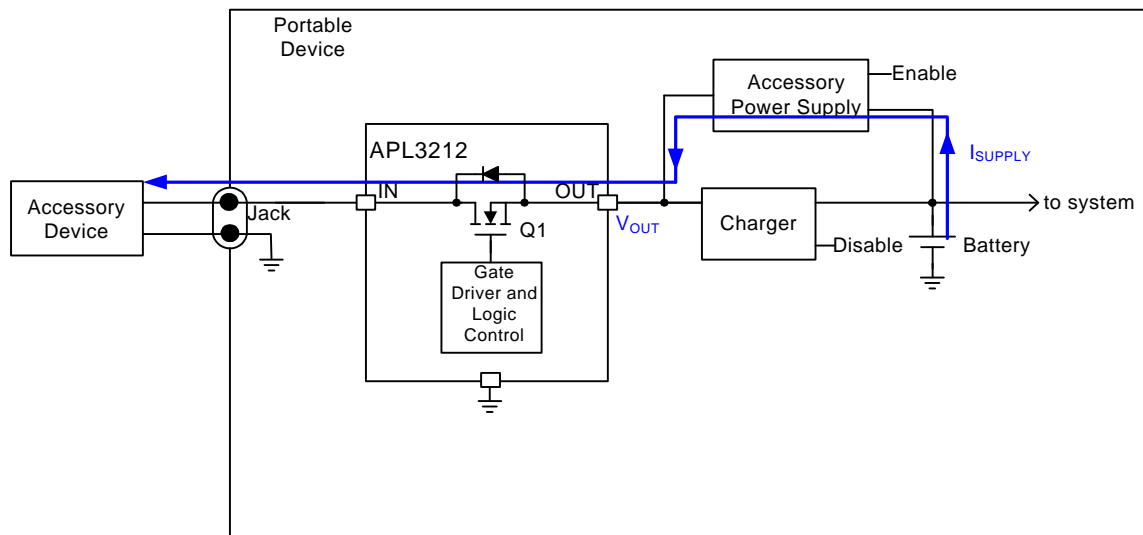 Portable
Device
Accessory
Power Supply
Enable
APL3212
ISUPPLY
IN
OUT
Accessory
Device
Jack
Q1
VOUT
Charger
to system
Disable
Battery
Gate
Driver and
Logic
Control